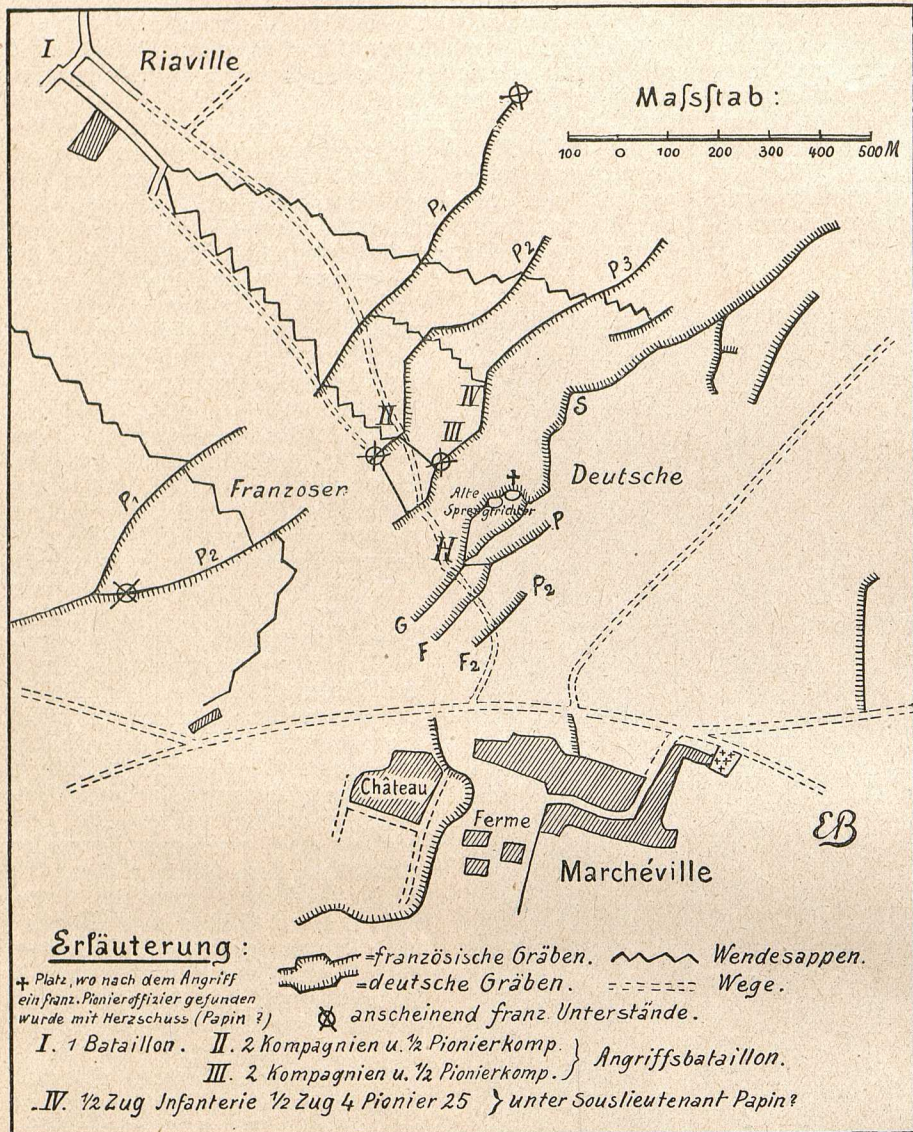 I
Riaville
Maſsſtab:
100 0 100 200 300 400 500M
P1
P2
P3
II
IV
III
S
Franzosen
Deutsche
P1
P2
Alte
Sprengtrichter
P
H
G
F
F2
P2
Château
Ferme
Marchéville
EB
Erläuterung:
+ Platz, wo nach dem Angriff
ein franz. Pionieroffizier gefunden
wurde mit Herzschuss (Papin ?)
=französische Gräben. Wendesappen.
=deutsche Gräben. Wege.
anscheinend franz. Unterstände.
I. 1 Bataillon. II. 2 Kompagnien u. 1/2 Pionierkomp.
III. 2 Kompagnien u. 1/2 Pionierkomp. } Angriffsbataillon.
IV. 1/2 Zug Infanterie 1/2 Zug 4 Pionier 25 } unter Souslieutenant Papin?